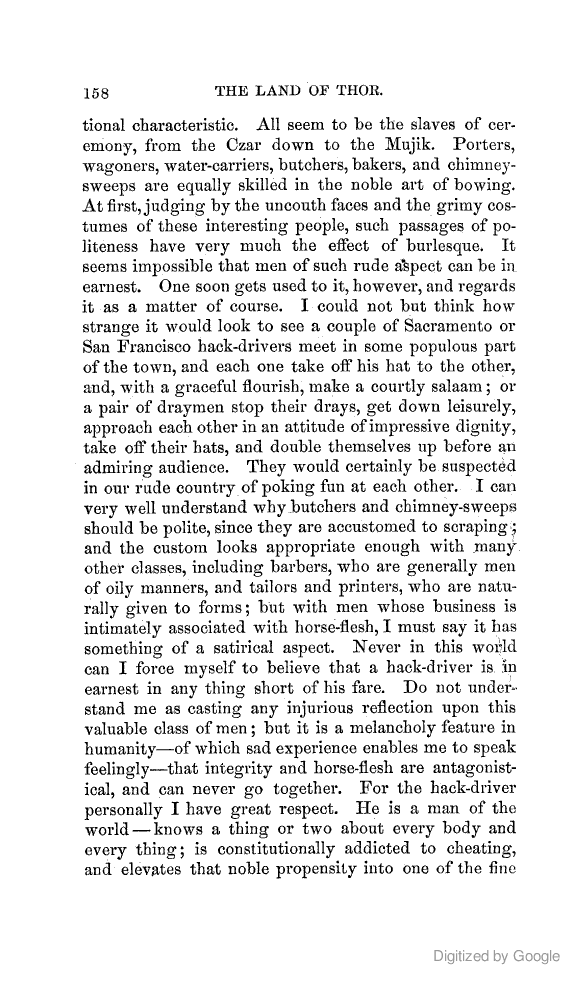 158 THE LAND OF THOR.
tional characteristic. All seem to be the slaves of cer-
emony, from the Czar down to the Mujik. Porters,
wagoners, water-carriers, butchers, bakers, and chimney-
sweeps are equally skilled in the noble art of bowing.
At first, judging by the uncouth faces and the grimy cos-
tumes of these interesting people, such passages of po-
liteness have very much the effect of burlesque. It
seems impossible that men of such rude aspect can be in
earnest. One soon gets used to it, however, and regards
it as a matter of course. I could not but think how
strange it would look to see a couple of Sacramento or
San Francisco hack-drivers meet in some populous part
of the town, and each one take off his hat to the other,
and, with a graceful flourish, make a courtly salaam; or
a pair of draymen stop their drays, get down leisurely,
approach each other in an attitude of impressive dignity,
take off their hats, and double themselves up before an
admiring audience. They would certainly be suspected
in our rude country of poking fun at each other. I can
very well understand why butchers and chimney-sweeps
should be polite, since they are accustomed to scraping;
and the custom looks appropriate enough with many
other classes, including barbers, who are generally men
of oily manners, and tailors and printers, who are natu-
rally given to forms; but with men whose business is
intimately associated with horse-flesh, I must say it has
something of a satirical aspect. Never in this world
can I force myself to believe that a hack-driver is in
earnest in any thing short of his fare. Do not under-
stand me as casting any injurious reflection upon this
valuable class of men; but it is a melancholy feature in
humanity—of which sad experience enables me to speak
feelingly—that integrity and horse-flesh are antagonist-
ical, and can never go together. For the hack-driver
personally I have great respect. He is a man of the
world—knows a thing or two about every body and
every thing; is constitutionally addicted to cheating,
and elevates that noble propensity into one of the fine
Digitized by Google